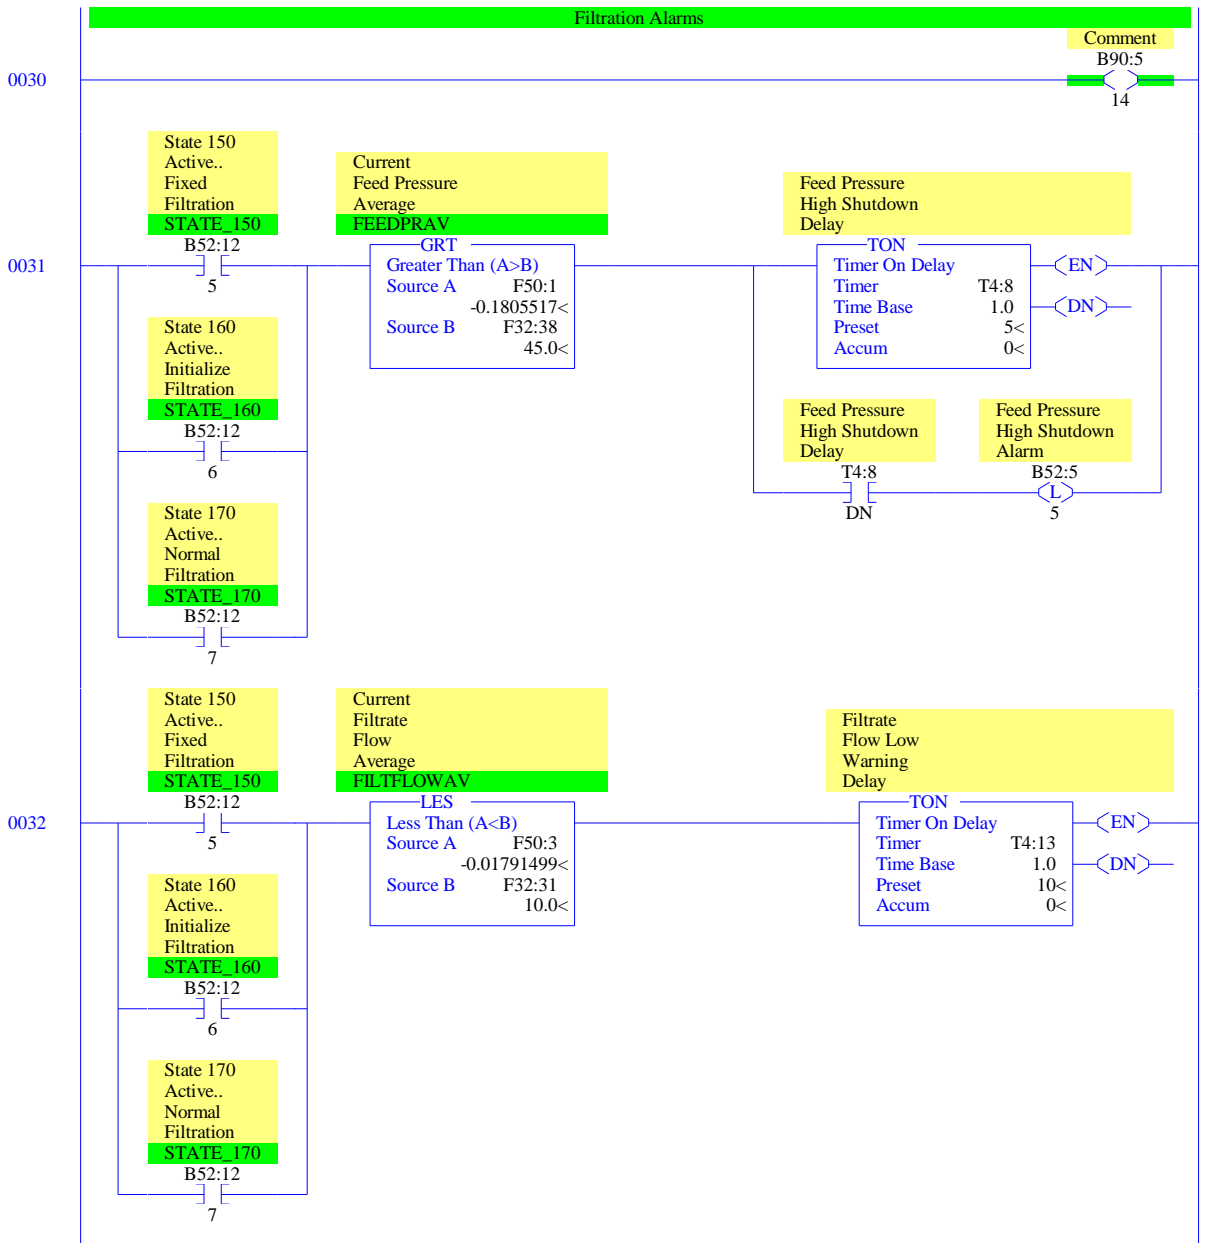 Filtration Alarms
Comment
B90:5
0030
14
State 150
Active..
Fixed
Filtration
STATE_150
B52:12
5
Current
Feed Pressure
Average
FEEDPRAV
GRT
Greater Than (A>B)
Source A F50:1
-0.1805517<
Source B F32:38
45.0<
Feed Pressure
High Shutdown
Delay
TON
Timer On Delay
Timer T4:8
Time Base 1.0
Preset 5<
Accum 0<
EN
DN
0031
State 160
Active..
Initialize
Filtration
STATE_160
B52:12
6
Feed Pressure
High Shutdown
Delay
T4:8
DN
Feed Pressure
High Shutdown
Alarm
B52:5
L
5
State 170
Active..
Normal
Filtration
STATE_170
B52:12
7
State 150
Active..
Fixed
Filtration
STATE_150
B52:12
5
Current
Filtrate
Flow
Average
FILTFLOWAV
LES
Less Than (A<B)
Source A F50:3
-0.01791499<
Source B F32:31
10.0<
Filtrate
Flow Low
Warning
Delay
TON
Timer On Delay
Timer T4:13
Time Base 1.0
Preset 10<
Accum 0<
EN
DN
0032
State 160
Active..
Initialize
Filtration
STATE_160
B52:12
6
State 170
Active..
Normal
Filtration
STATE_170
B52:12
7